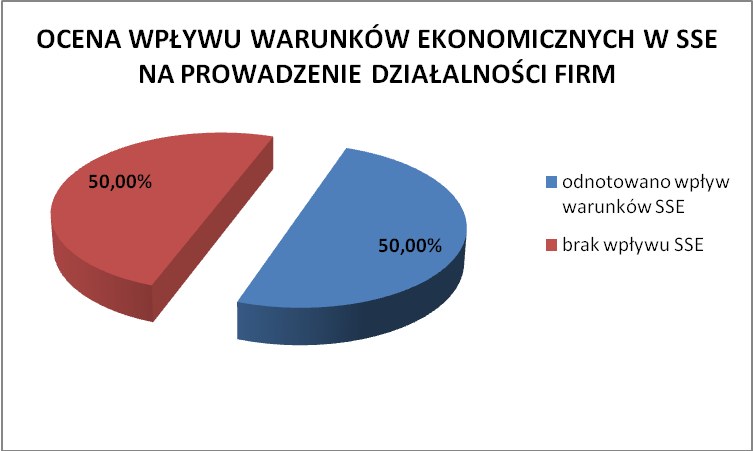 OCENA WPŁYWU WARUNKÓW EKONOMICZNYCH W SSE
NA PROWADZENIE DZIAŁALNOŚCI FIRM
50,00%
50,00%
odnotowano wpływ
warunków SSE
brak wpływu SSE